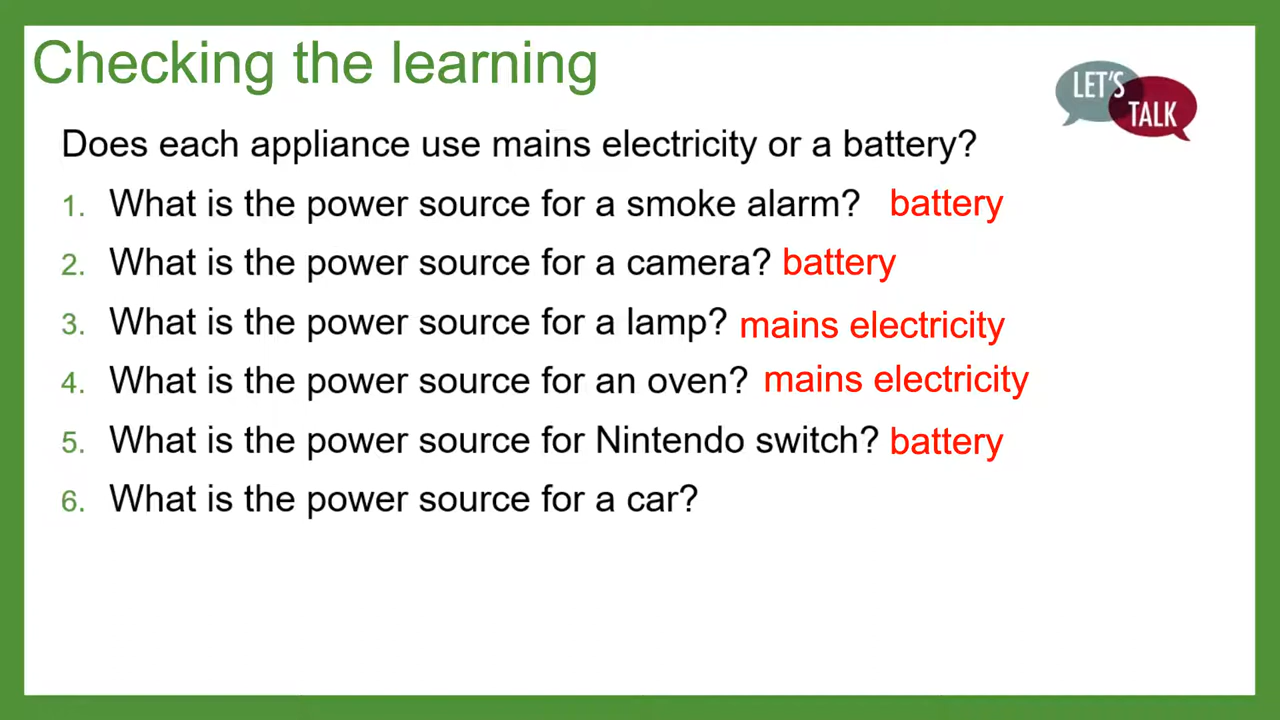 Checking the learning
LET'S
TALK
Does each appliance use mains electricity or a battery?
1. What is the power source for a smoke alarm? battery
2. What is the power source for a camera? battery
3. What is the power source for a lamp? mains electricity
4. What is the power source for an oven? mains electricity
5. What is the power source for Nintendo switch? battery
6. What is the power source for a car?